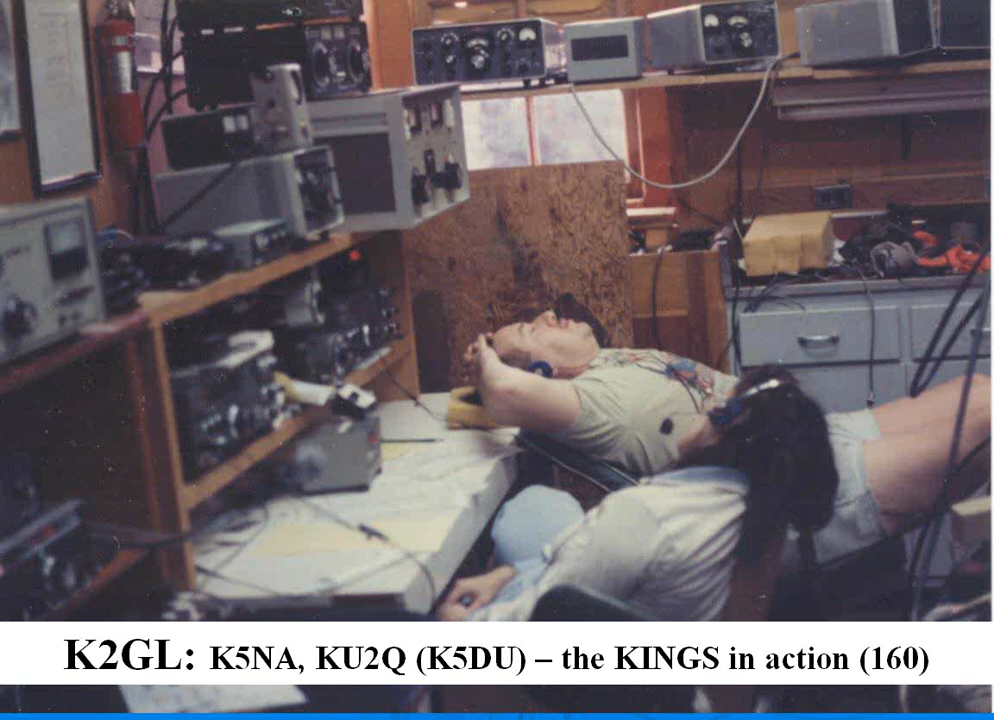 K2GL: K5NA, KU2Q (K5DU) – the KINGS in action (160)